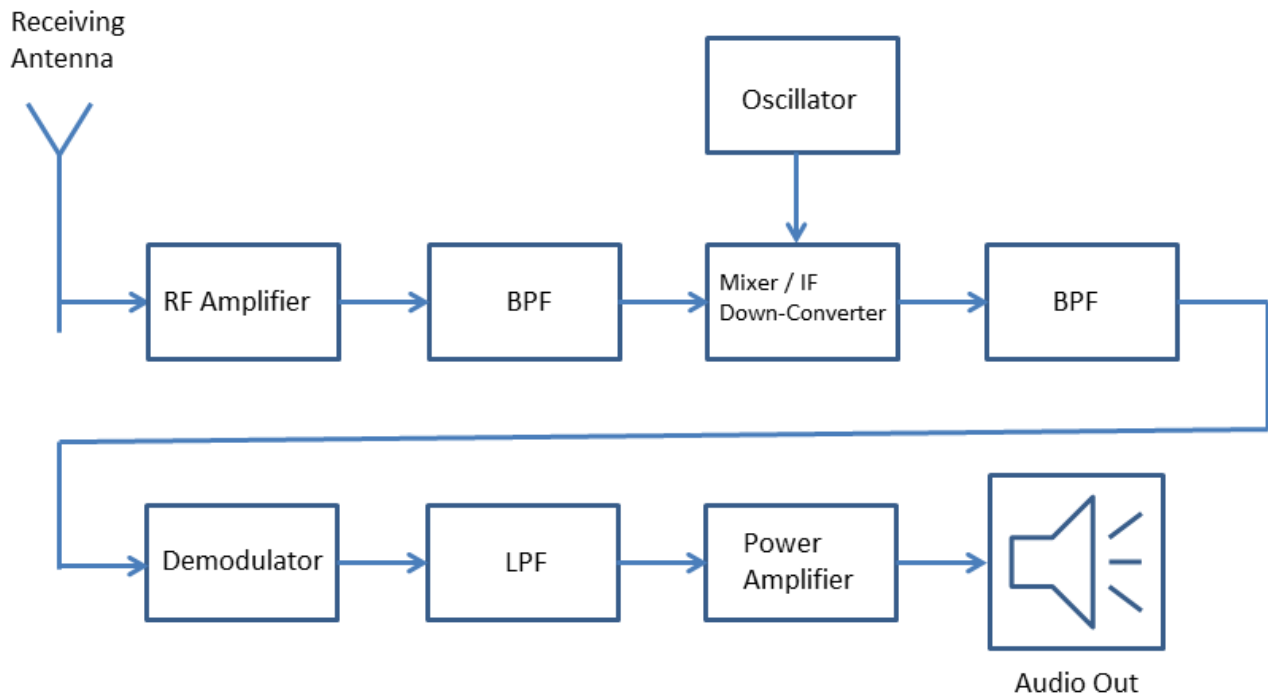 Receiving
Antenna
Oscillator
RF Amplifier
BPF
Mixer / IF
Down-Converter
BPF
Demodulator
LPF
Power
Amplifier
Audio Out